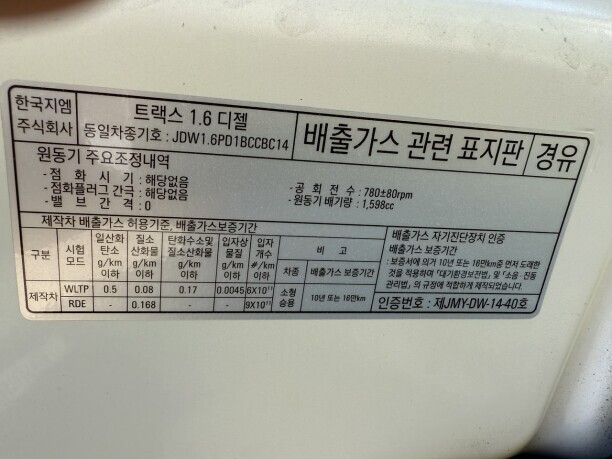 한국지엠
주식회사
트랙스 1.6 디젤
동일차종기호 : JDW1.6PD1BCCBC14
배출가스 관련 표지판
경유
원동기 주요조정내역
- 점 화 시 기 : 해당없음
- 점화플러그 간극 : 해당없음
- 밸 브 간 격 : 0
- 공 회 전 수 : 780±80rpm
- 원동기 배기량 : 1,598cc
제작차 배출가스 허용기준, 배출가스보증기간
구분 시험모드 일산화탄소 g/km 이하 질소산화물 g/km 이하 탄화수소및질소산화물 g/km 이하 입자상물질 g/km 이하 입자개수 #/km 이하 비 고
차종 배출가스 보증기간
제작차 WLTP 0.5 0.08 0.17 0.0045 6X10¹¹ 소형승용 10년 또는 16만km
RDE - 0.168 - - 9X10¹¹
배출가스 자기진단장치 인증
배출가스 보증기간
: 보증서에 의거 10년 또는 16만km중 먼저 도래한
것을 적용하며 「대기환경보전법」 및 「소음ㆍ진동
관리법」의 규정에 적합하게 제작되었습니다.
인증번호 : 제JMY-DW-14-40호